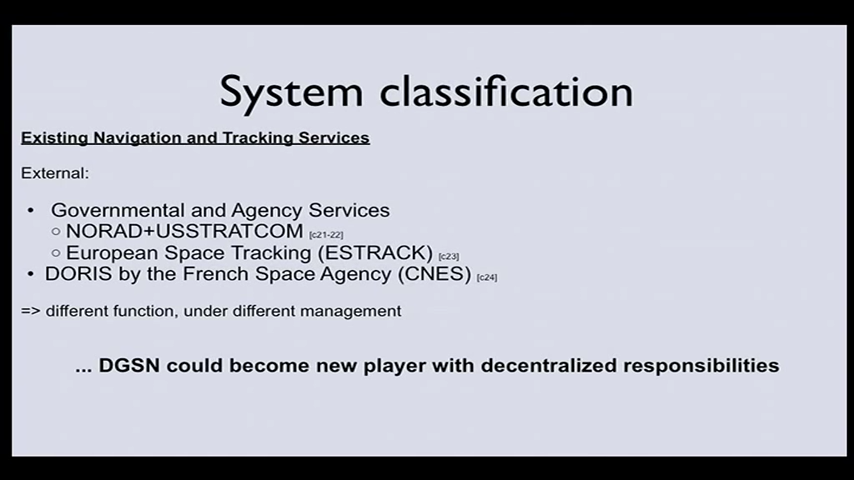 System classification
Existing Navigation and Tracking Services
External:
• Governmental and Agency Services
○ NORAD+USSTRATCOM [c21-22]
○ European Space Tracking (ESTRACK) [c23]
• DORIS by the French Space Agency (CNES) [c24]
=> different function, under different management
... DGSN could become new player with decentralized responsibilities